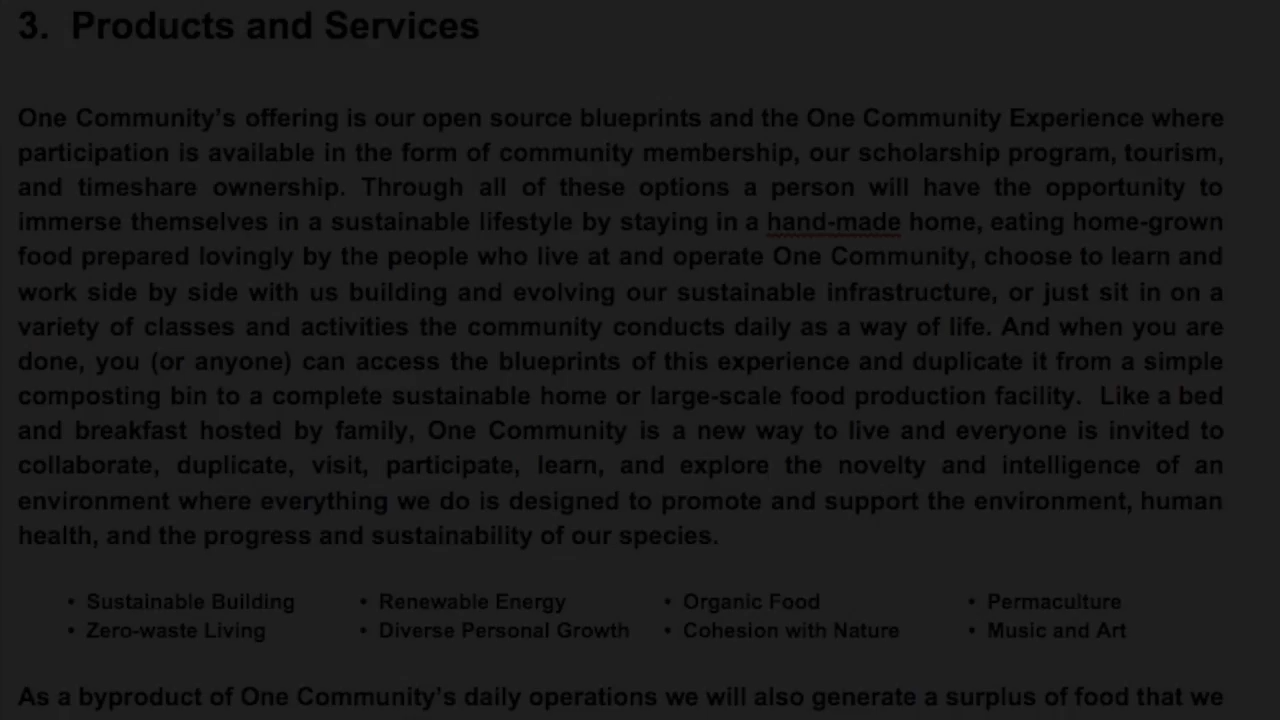 3. Products and Services
One Community's offering is our open source blueprints and the One Community Experience where
participation is available in the form of community membership, our scholarship program, tourism,
and timeshare ownership. Through all of these options a person will have the opportunity to
immerse themselves in a sustainable lifestyle by staying in a hand-made home, eating home-grown
food prepared lovingly by the people who live at and operate One Community, choose to learn and
work side by side with us building and evolving our sustainable infrastructure, or just sit in on a
variety of classes and activities the community conducts daily as a way of life. And when you are
done, you (or anyone) can access the blueprints of this experience and duplicate it from a simple
composting bin to a complete sustainable home or large-scale food production facility. Like a bed
and breakfast hosted by family, One Community is a new way to live and everyone is invited to
collaborate, duplicate, visit, participate, learn, and explore the novelty and intelligence of an
environment where everything we do is designed to promote and support the environment, human
health, and the progress and sustainability of our species.
• Sustainable Building • Renewable Energy • Organic Food • Permaculture
• Zero-waste Living • Diverse Personal Growth • Cohesion with Nature • Music and Art
As a byproduct of One Community's daily operations we will also generate a surplus of food that we